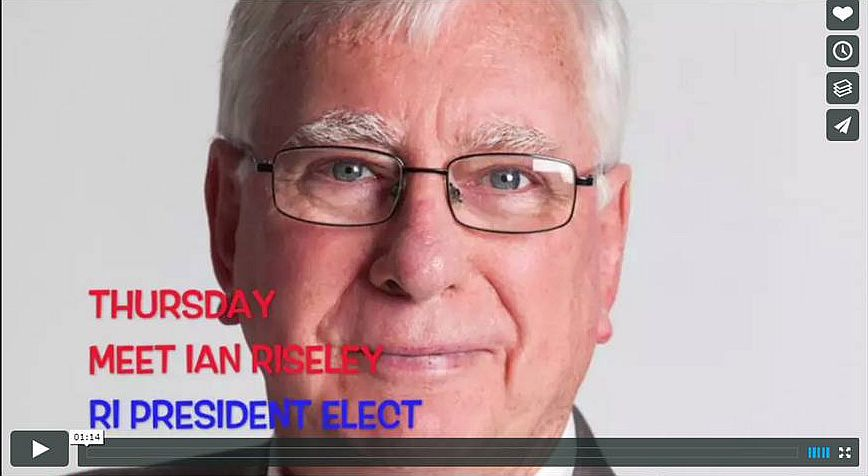 THURSDAY
MEET IAN RISELEY
RI PRESIDENT ELECT
01:14